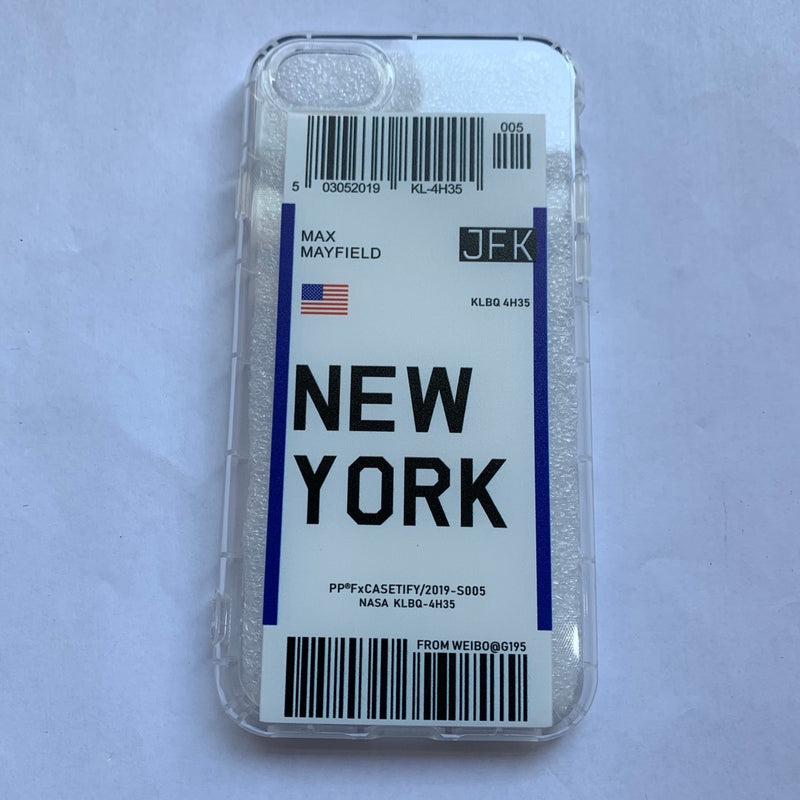 005
5 03052019 KL-4H35
MAX
MAYFIELD
JFK
KLBQ 4H35
NEW
YORK
PP®FxCASETIFY/2019-S005
NASA KLBQ-4H35
FROM WEIBO@G195